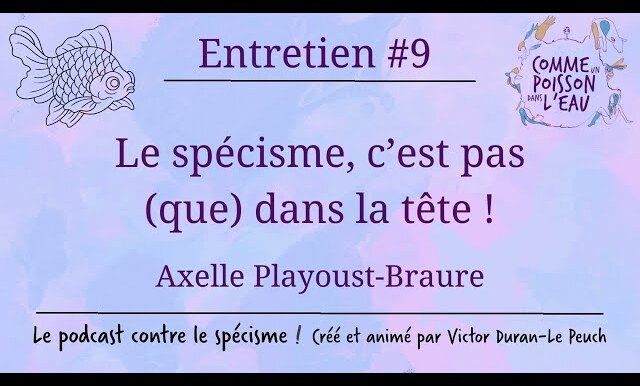 Entretien #9
COMME UN
POISSON
DANS L'EAU
Le spécisme, c'est pas
(que) dans la tête !
Axelle Playoust-Braure
Le podcast contre le spécisme ! Créé et animé par Victor Duran-Le Peuch